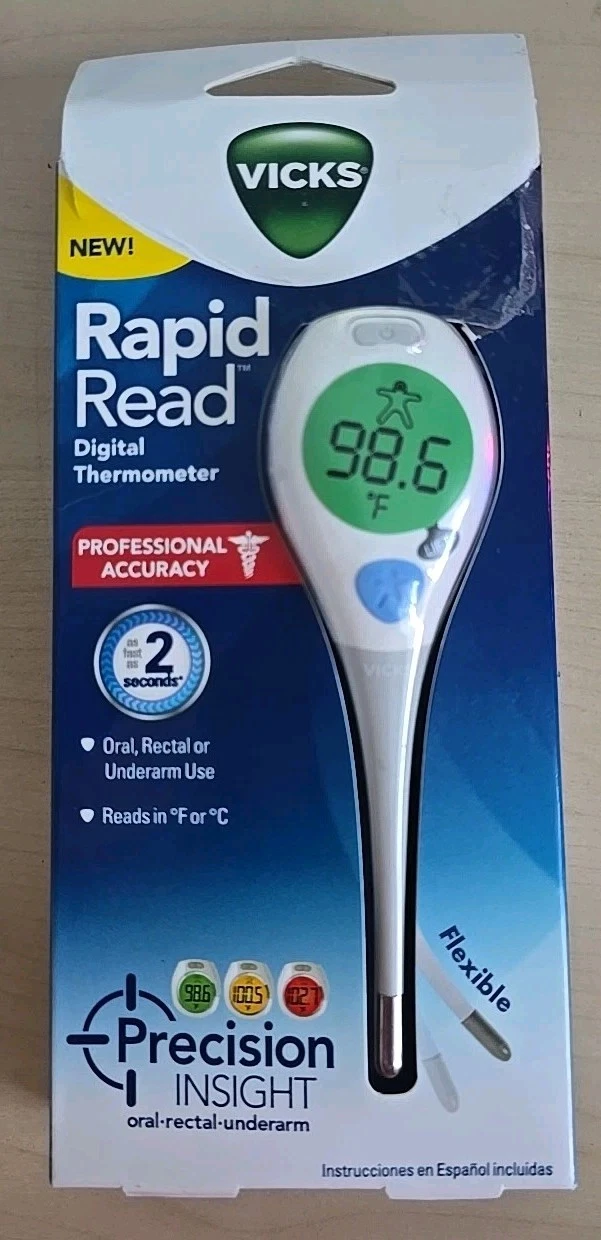 VICKS®
NEW!
Rapid
Read™
Digital
Thermometer
98.6
°F
PROFESSIONAL
ACCURACY
as
fast
as
2
seconds*
VICKS
Oral, Rectal or
Underarm Use
Reads in °F or °C
Flexible
98.6
°F
100.5
°F
102.7
°F
Precision
INSIGHT
oral·rectal·underarm
Instrucciones en Español incluidas